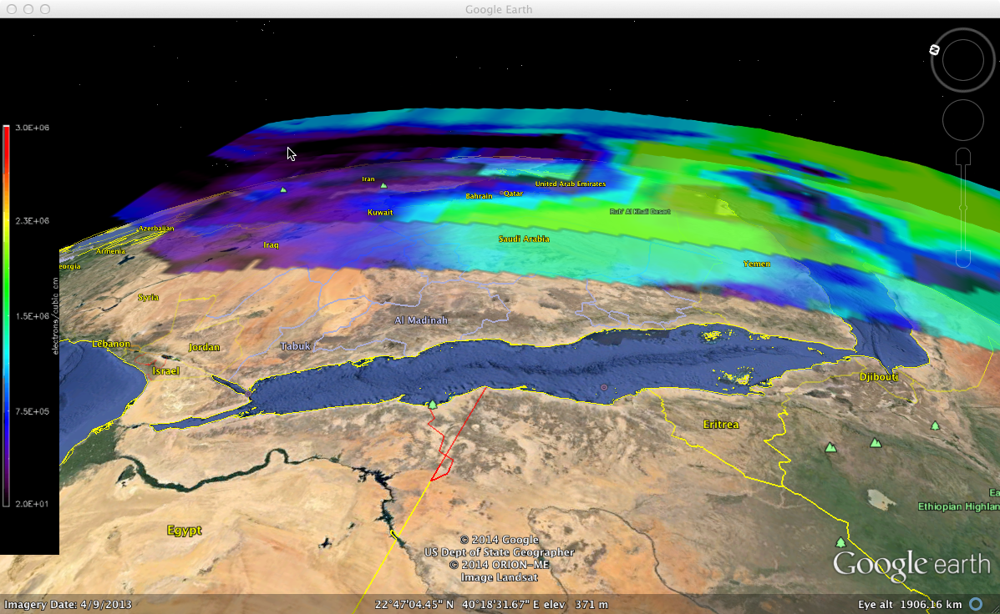 Google Earth
N
3.0E+06
2.3E+06
1.5E+06
7.5E+05
2.0E+01
electrons/cubic cm
Iran
United Arab Emirates
Bahrain
Qatar
Kuwait
Rub' Al Khali Desert
Azerbaijan
Saudi Arabia
Iraq
Armenia
eorgia
Yemen
Syria
Al Madinah
Lebanon
Jordan
Tabuk
Israel
Djibouti
Eritrea
Ea
Ethiopian Highlan
Egypt
© 2014 Google
US Dept of State Geographer
© 2014 ORION-ME
Image Landsat
Google earth
Imagery Date: 4/9/2013
22°47'04.45" N 40°18'31.67" E elev 371 m
Eye alt 1906.16 km